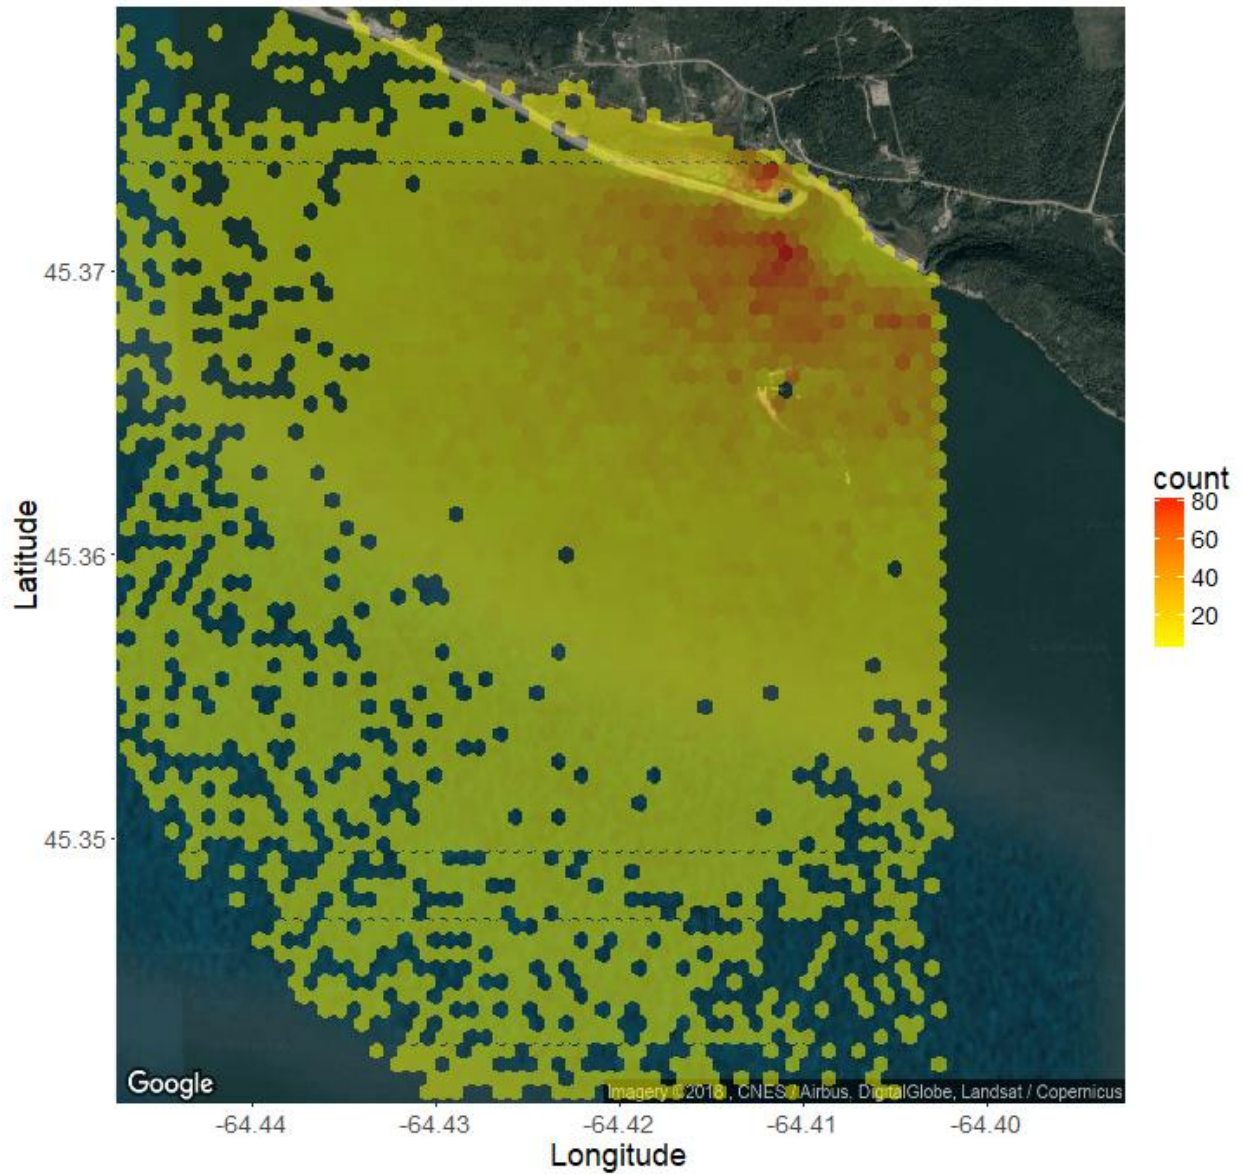 45.37
45.36
45.35
Latitude
count
80
60
40
20
Google
Imagery ©2018 , CNES / Airbus, DigitalGlobe, Landsat / Copernicus
-64.44
-64.43
-64.42
-64.41
-64.40
Longitude